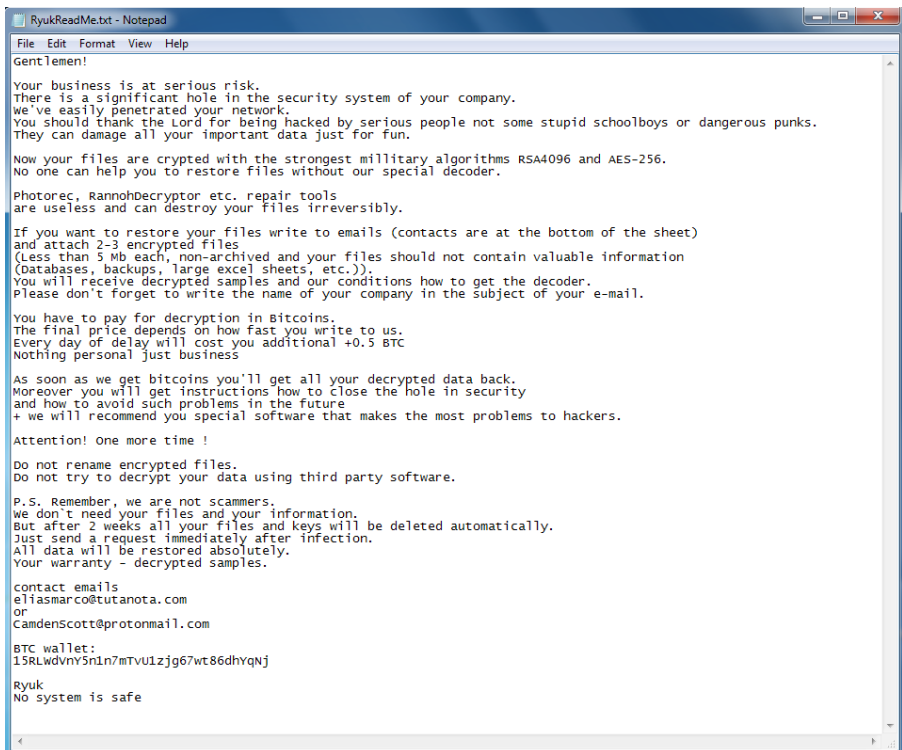 RyukReadMe.txt - Notepad
File Edit Format View Help
Gentlemen!
Your business is at serious risk.
There is a significant hole in the security system of your company.
We've easily penetrated your network.
You should thank the Lord for being hacked by serious people not some stupid schoolboys or dangerous punks.
They can damage all your important data just for fun.
Now your files are crypted with the strongest millitary algorithms RSA4096 and AES-256.
No one can help you to restore files without our special decoder.
Photorec, RannohDecryptor etc. repair tools
are useless and can destroy your files irreversibly.
If you want to restore your files write to emails (contacts are at the bottom of the sheet)
and attach 2-3 encrypted files
(Less than 5 Mb each, non-archived and your files should not contain valuable information
(Databases, backups, large excel sheets, etc.)).
You will receive decrypted samples and our conditions how to get the decoder.
Please don't forget to write the name of your company in the subject of your e-mail.
You have to pay for decryption in Bitcoins.
The final price depends on how fast you write to us.
Every day of delay will cost you additional +0.5 BTC
Nothing personal just business
As soon as we get bitcoins you'll get all your decrypted data back.
Moreover you will get instructions how to close the hole in security
and how to avoid such problems in the future
+ we will recommend you special software that makes the most problems to hackers.
Attention! One more time !
Do not rename encrypted files.
Do not try to decrypt your data using third party software.
P.S. Remember, we are not scammers.
We don`t need your files and your information.
But after 2 weeks all your files and keys will be deleted automatically.
Just send a request immediately after infection.
All data will be restored absolutely.
Your warranty - decrypted samples.
contact emails
eliasmarco@tutanota.com
or
CamdenScott@protonmail.com
BTC wallet:
15RLWdVnY5n1n7mTvU1zjg67wt86dhYqNj
Ryuk
No system is safe